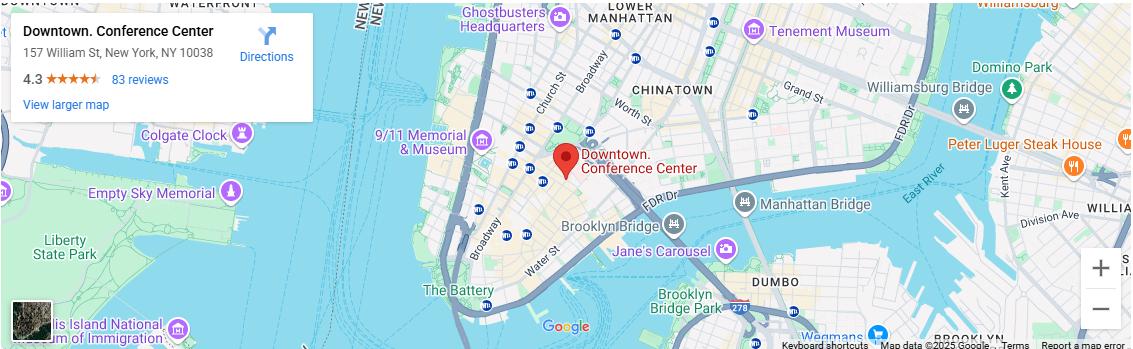 DOWNTOWN
WATERFRONT
NEW
NEW
Downtown. Conference Center
157 William St, New York, NY 10038
4.3
83 reviews
View larger map
Directions
Ghostbusters
Headquarters
LOWER
MANHATTAN
Tenement Museum
Williamsburg
Domino Park
Williamsburg Bridge
Church St
Broadway
CHINATOWN
Worth St
Grand St
FDR Dr
Colgate Clock
9/11 Memorial
& Museum
Peter Luger Steak House
Downtown.
Conference Center
Kent Ave
East River
Empty Sky Memorial
FDR Dr
Manhattan Bridge
Division Ave
Brooklyn Bridge
Liberty
State Park
Broadway
Water St
Jane's Carousel
The Battery
DUMBO
Brooklyn
Bridge Park
278
is Island National
Museum of Immigration
Google
Wegmans
BROOKLYN
Keyboard shortcuts
Map data ©2025 Google
Terms
Report a map error